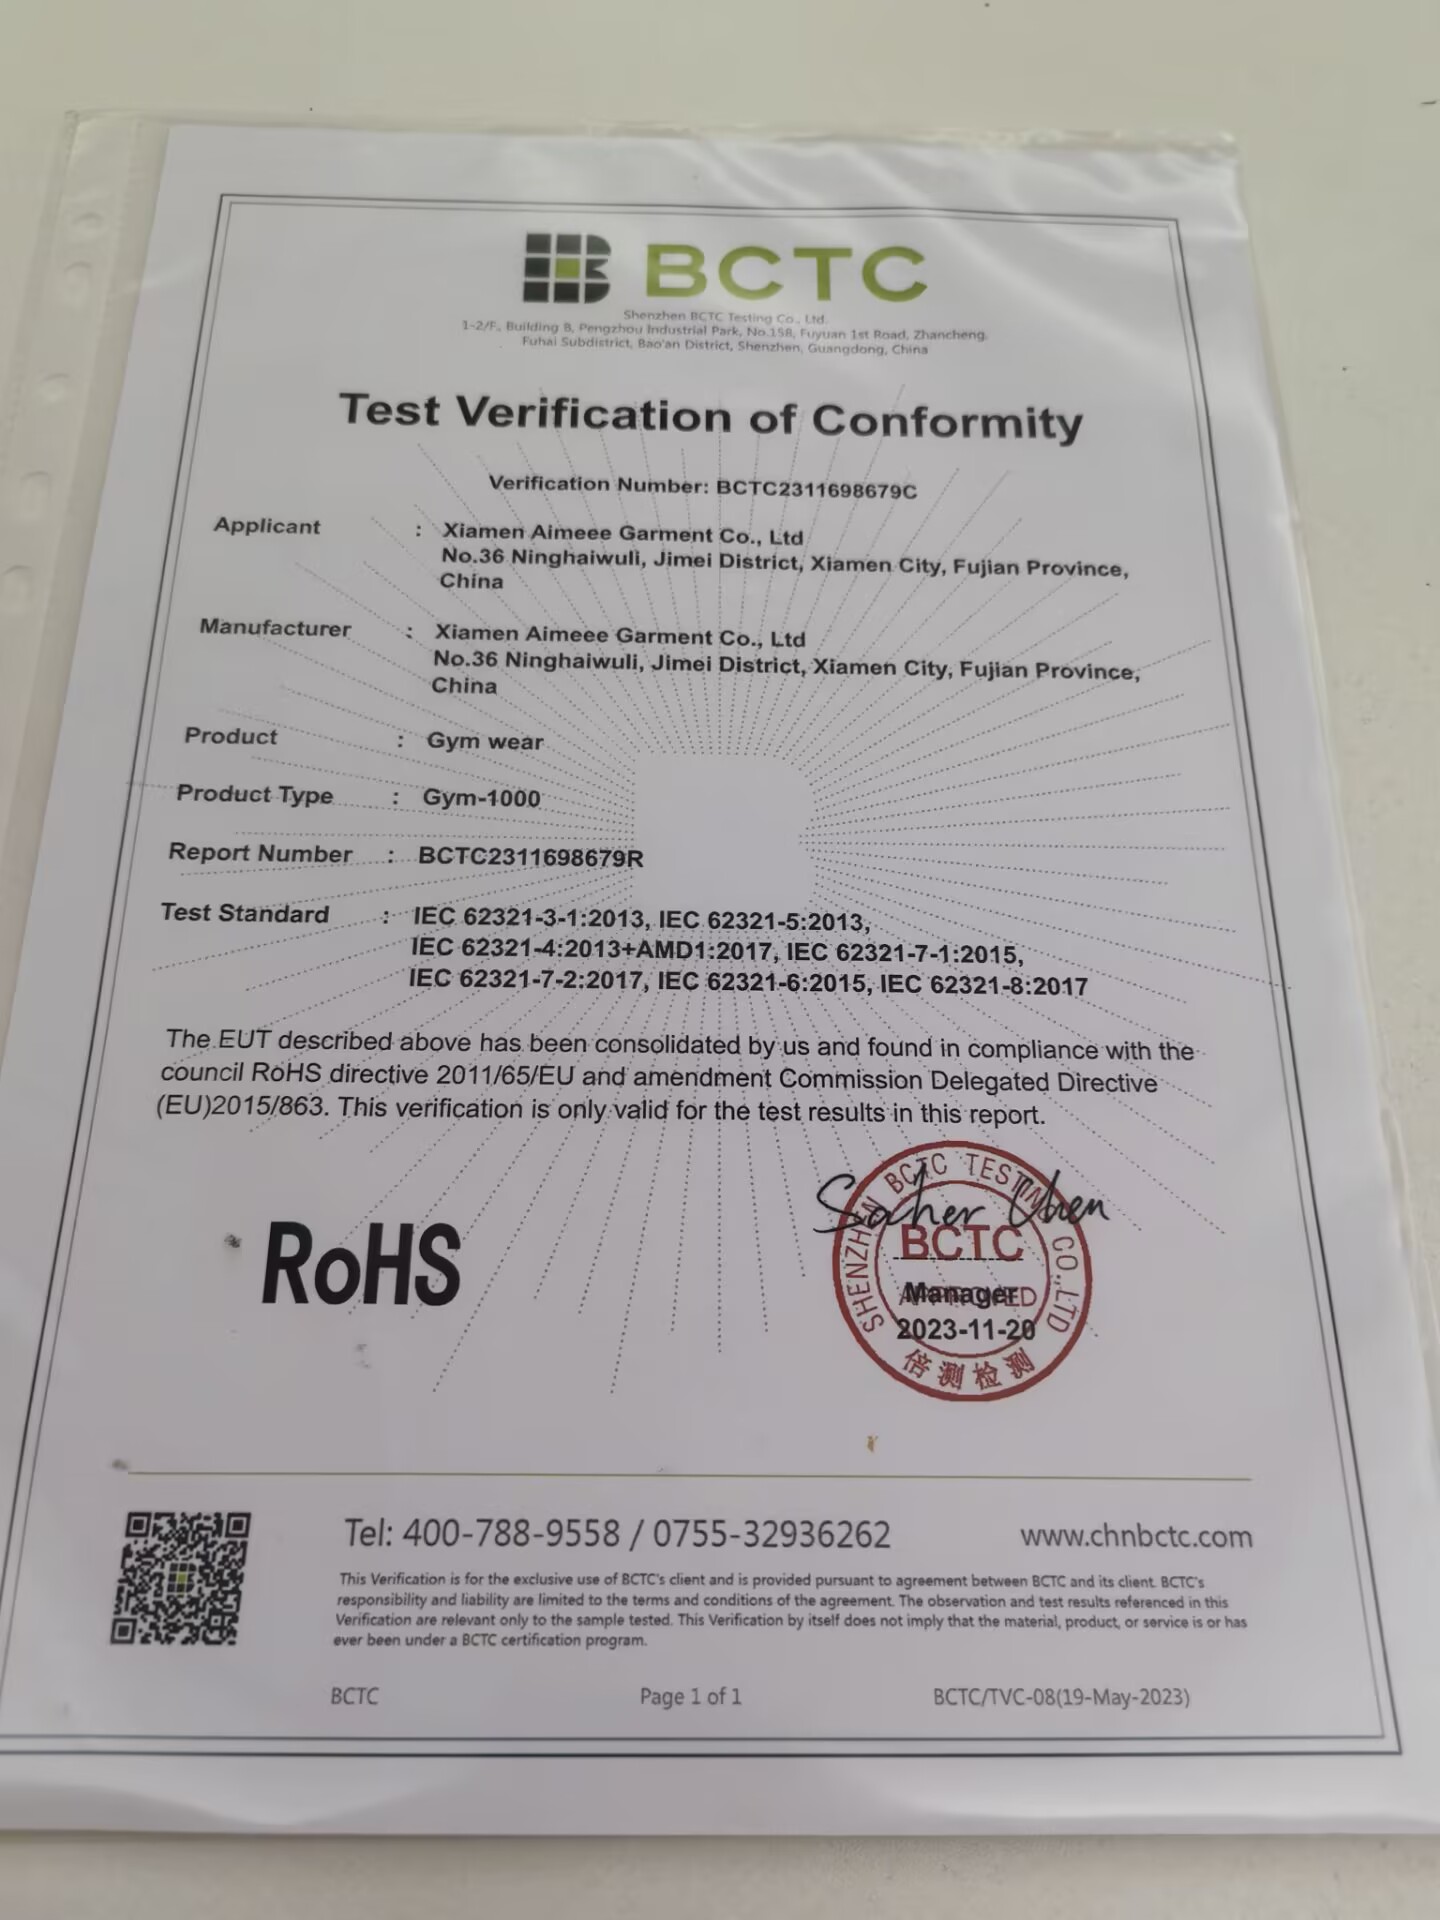 BCTC
Shenzhen BCTC Testing Co., Ltd.
1-2/F., Building B, Pengzhou Industrial Park, No.158, Fuyuan 1st Road, Zhancheng,
Fuhai Subdistrict, Bao'an District, Shenzhen, Guangdong, China
Test Verification of Conformity
Verification Number: BCTC2311698679C
Applicant : Xiamen Aimeee Garment Co., Ltd
No.36 Ninghaiwuli, Jimei District, Xiamen City, Fujian Province,
China
Manufacturer : Xiamen Aimeee Garment Co., Ltd
No.36 Ninghaiwuli, Jimei District, Xiamen City, Fujian Province,
China
Product : Gym wear
Product Type : Gym-1000
Report Number : BCTC2311698679R
Test Standard : IEC 62321-3-1:2013, IEC 62321-5:2013,
IEC 62321-4:2013+AMD1:2017, IEC 62321-7-1:2015,
IEC 62321-7-2:2017, IEC 62321-6:2015, IEC 62321-8:2017
The EUT described above has been consolidated by us and found in compliance with the
council RoHS directive 2011/65/EU and amendment Commission Delegated Directive
(EU)2015/863. This verification is only valid for the test results in this report.
RoHS
SHENZHEN BCTC TESTING CO.,LTD
Saher Chen
BCTC
APPROVED
Manager
2023-11-20
倍测检测
Tel: 400-788-9558 / 0755-32936262 www.chnbctc.com
This Verification is for the exclusive use of BCTC's client and is provided pursuant to agreement between BCTC and its client. BCTC's
responsibility and liability are limited to the terms and conditions of the agreement. The observation and test results referenced in this
Verification are relevant only to the sample tested. This Verification by itself does not imply that the material, product, or service is or has
ever been under a BCTC certification program.
BCTC Page 1 of 1 BCTC/TVC-08(19-May-2023)